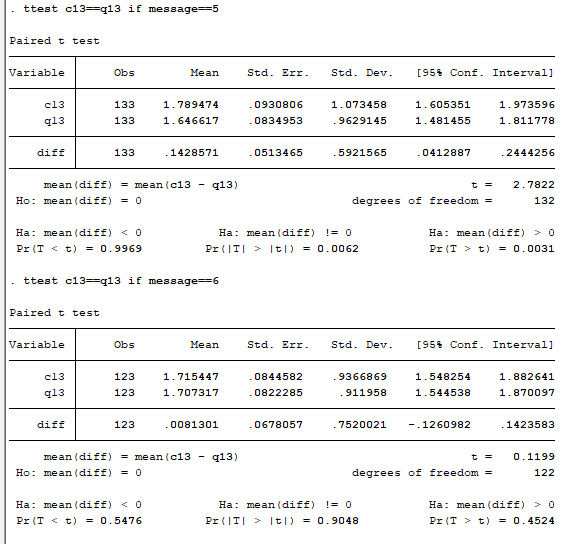 . ttest c13==q13 if message==5
Paired t test
Variable Obs Mean Std. Err. Std. Dev. [95% Conf. Interval]
c13 133 1.789474 .0930806 1.073458 1.605351 1.973596
q13 133 1.646617 .0834953 .9629145 1.481455 1.811778
diff 133 .1428571 .0513465 .5921565 .0412887 .2444256
mean(diff) = mean(c13 - q13) t = 2.7822
Ho: mean(diff) = 0 degrees of freedom = 132
Ha: mean(diff) < 0 Ha: mean(diff) != 0 Ha: mean(diff) > 0
Pr(T < t) = 0.9969 Pr(|T| > |t|) = 0.0062 Pr(T > t) = 0.0031
. ttest c13==q13 if message==6
Paired t test
Variable Obs Mean Std. Err. Std. Dev. [95% Conf. Interval]
c13 123 1.715447 .0844582 .9366869 1.548254 1.882641
q13 123 1.707317 .0822285 .911958 1.544538 1.870097
diff 123 .0081301 .0678057 .7520021 -.1260982 .1423583
mean(diff) = mean(c13 - q13) t = 0.1199
Ho: mean(diff) = 0 degrees of freedom = 122
Ha: mean(diff) < 0 Ha: mean(diff) != 0 Ha: mean(diff) > 0
Pr(T < t) = 0.5476 Pr(|T| > |t|) = 0.9048 Pr(T > t) = 0.4524